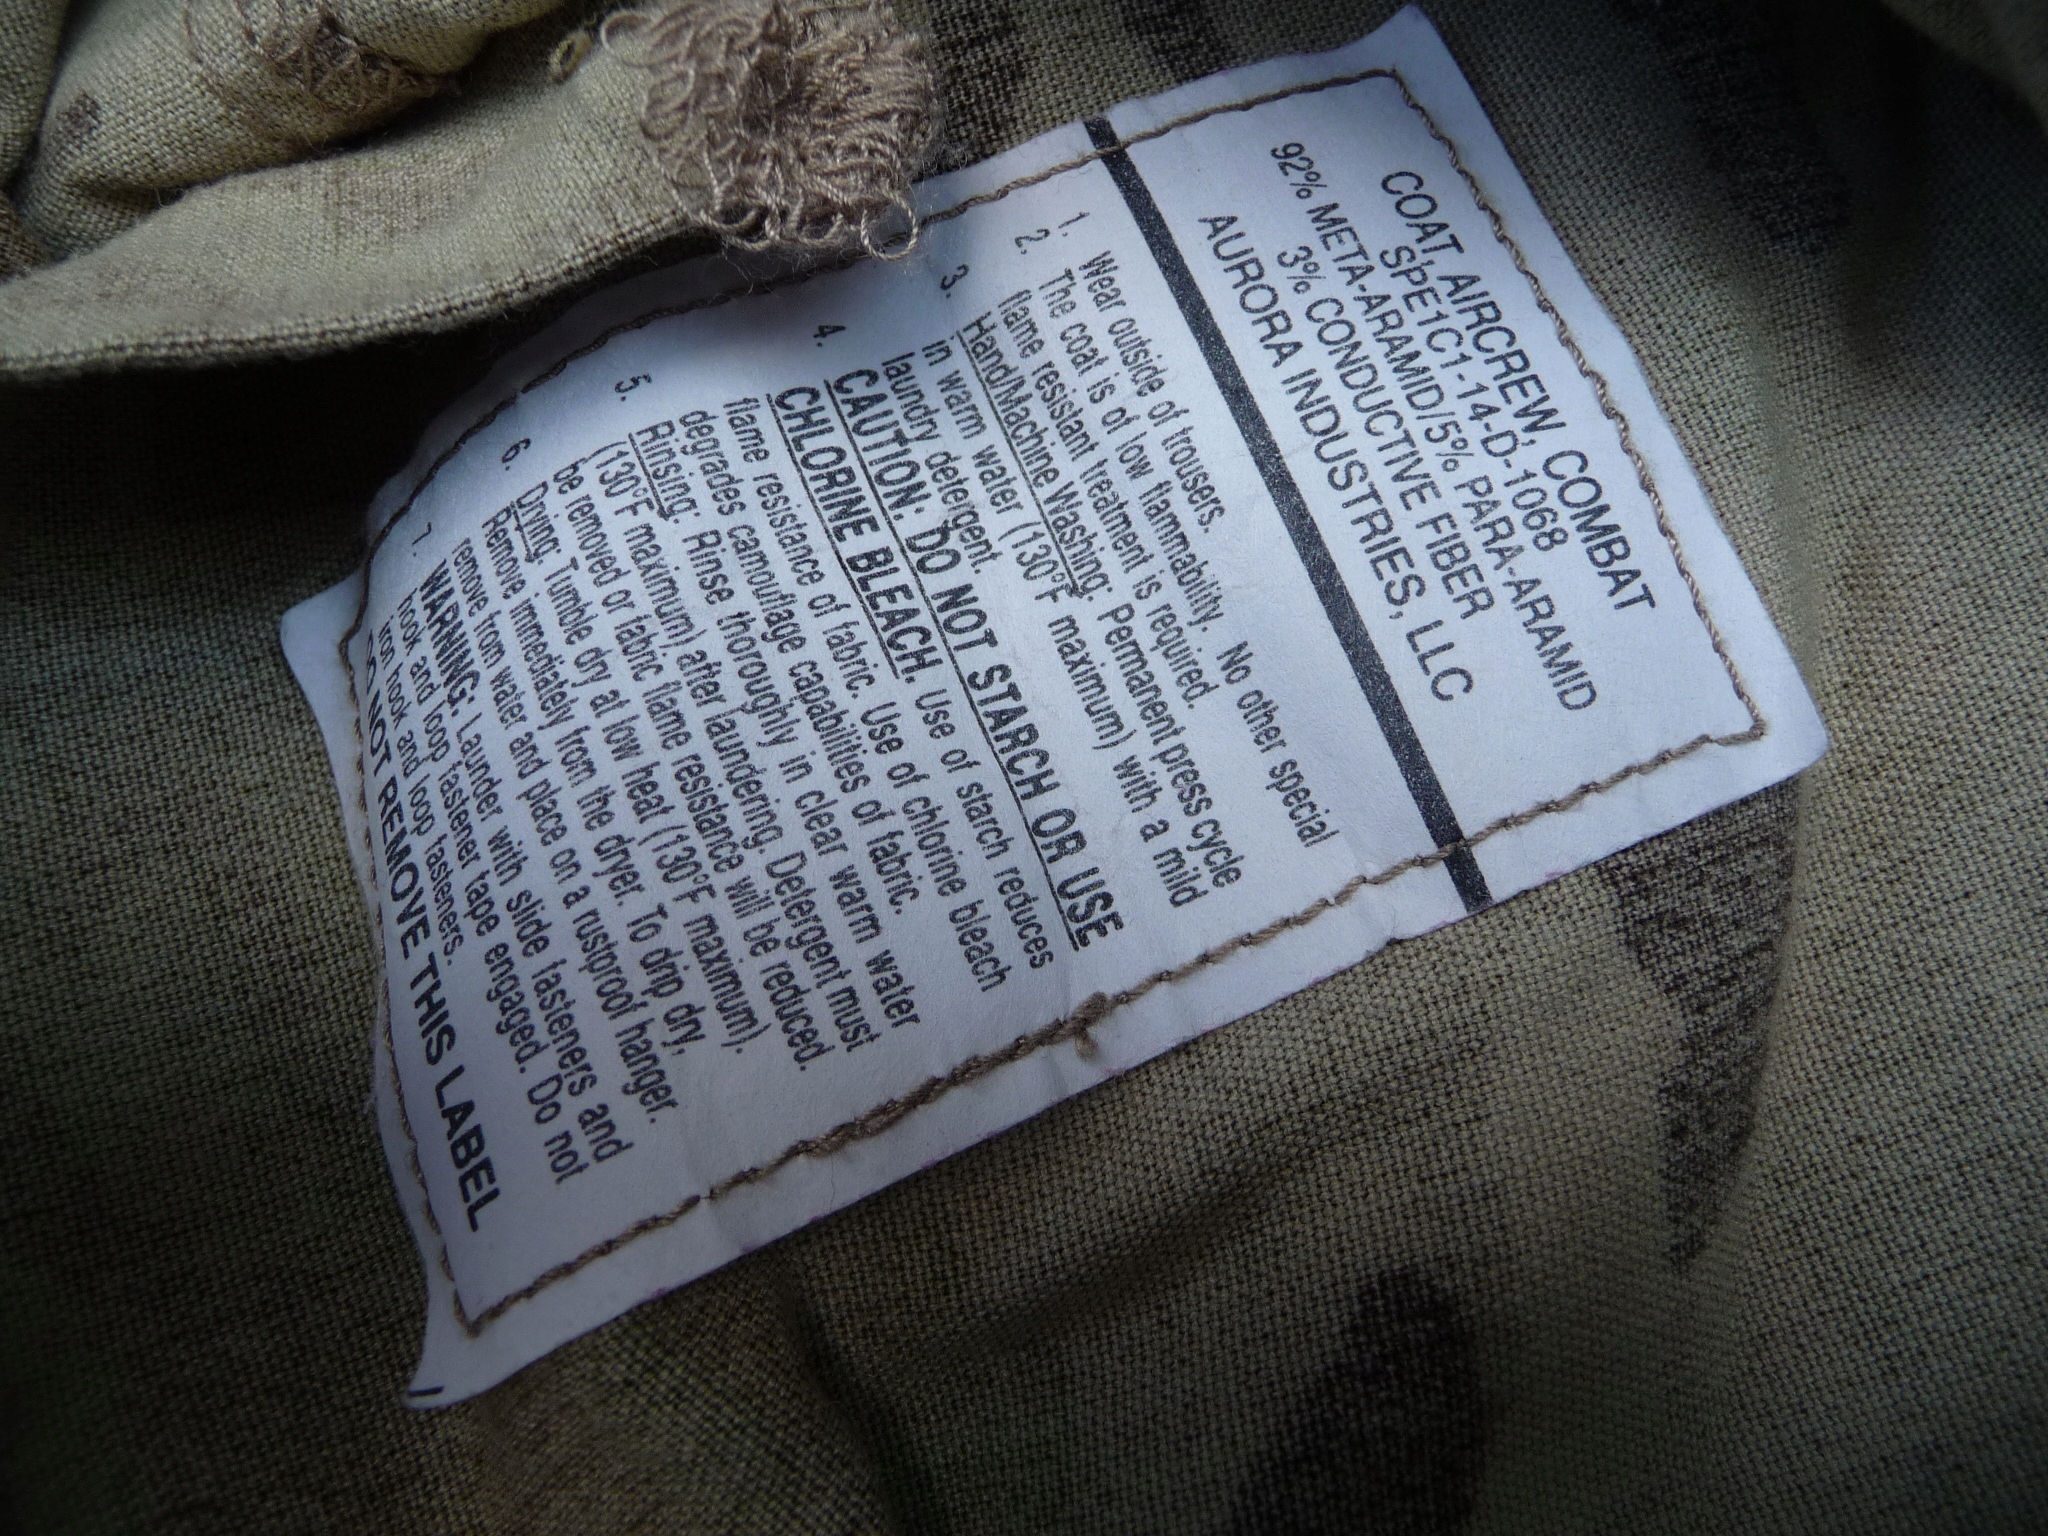 COAT, AIRCREW, COMBAT
SPE1C1-14-D-1068
92% META-ARAMID/5% PARA-ARAMID
3% CONDUCTIVE FIBER
AURORA INDUSTRIES, LLC
1. Wear outside of trousers.
2. The coat is of low flammability. No other special
flame resistant treatment is required.
3. Hand/Machine Washing: Permanent press cycle
in warm water (130°F maximum) with a mild
laundry detergent.
4. CAUTION: DO NOT STARCH OR USE
CHLORINE BLEACH. Use of starch reduces
flame resistance of fabric. Use of chlorine bleach
degrades camouflage capabilities of fabric.
5. Rinsing: Rinse thoroughly in clear warm water
(130°F maximum) after laundering. Detergent must
be removed or fabric flame resistance will be reduced.
6. Drying: Tumble dry at low heat (130°F maximum).
Remove immediately from the dryer. To drip dry,
remove from water and place on a rustproof hanger.
7. WARNING: Launder with slide fasteners and
hook and loop fastener tape engaged. Do not
iron hook and loop fasteners.
DO NOT REMOVE THIS LABEL